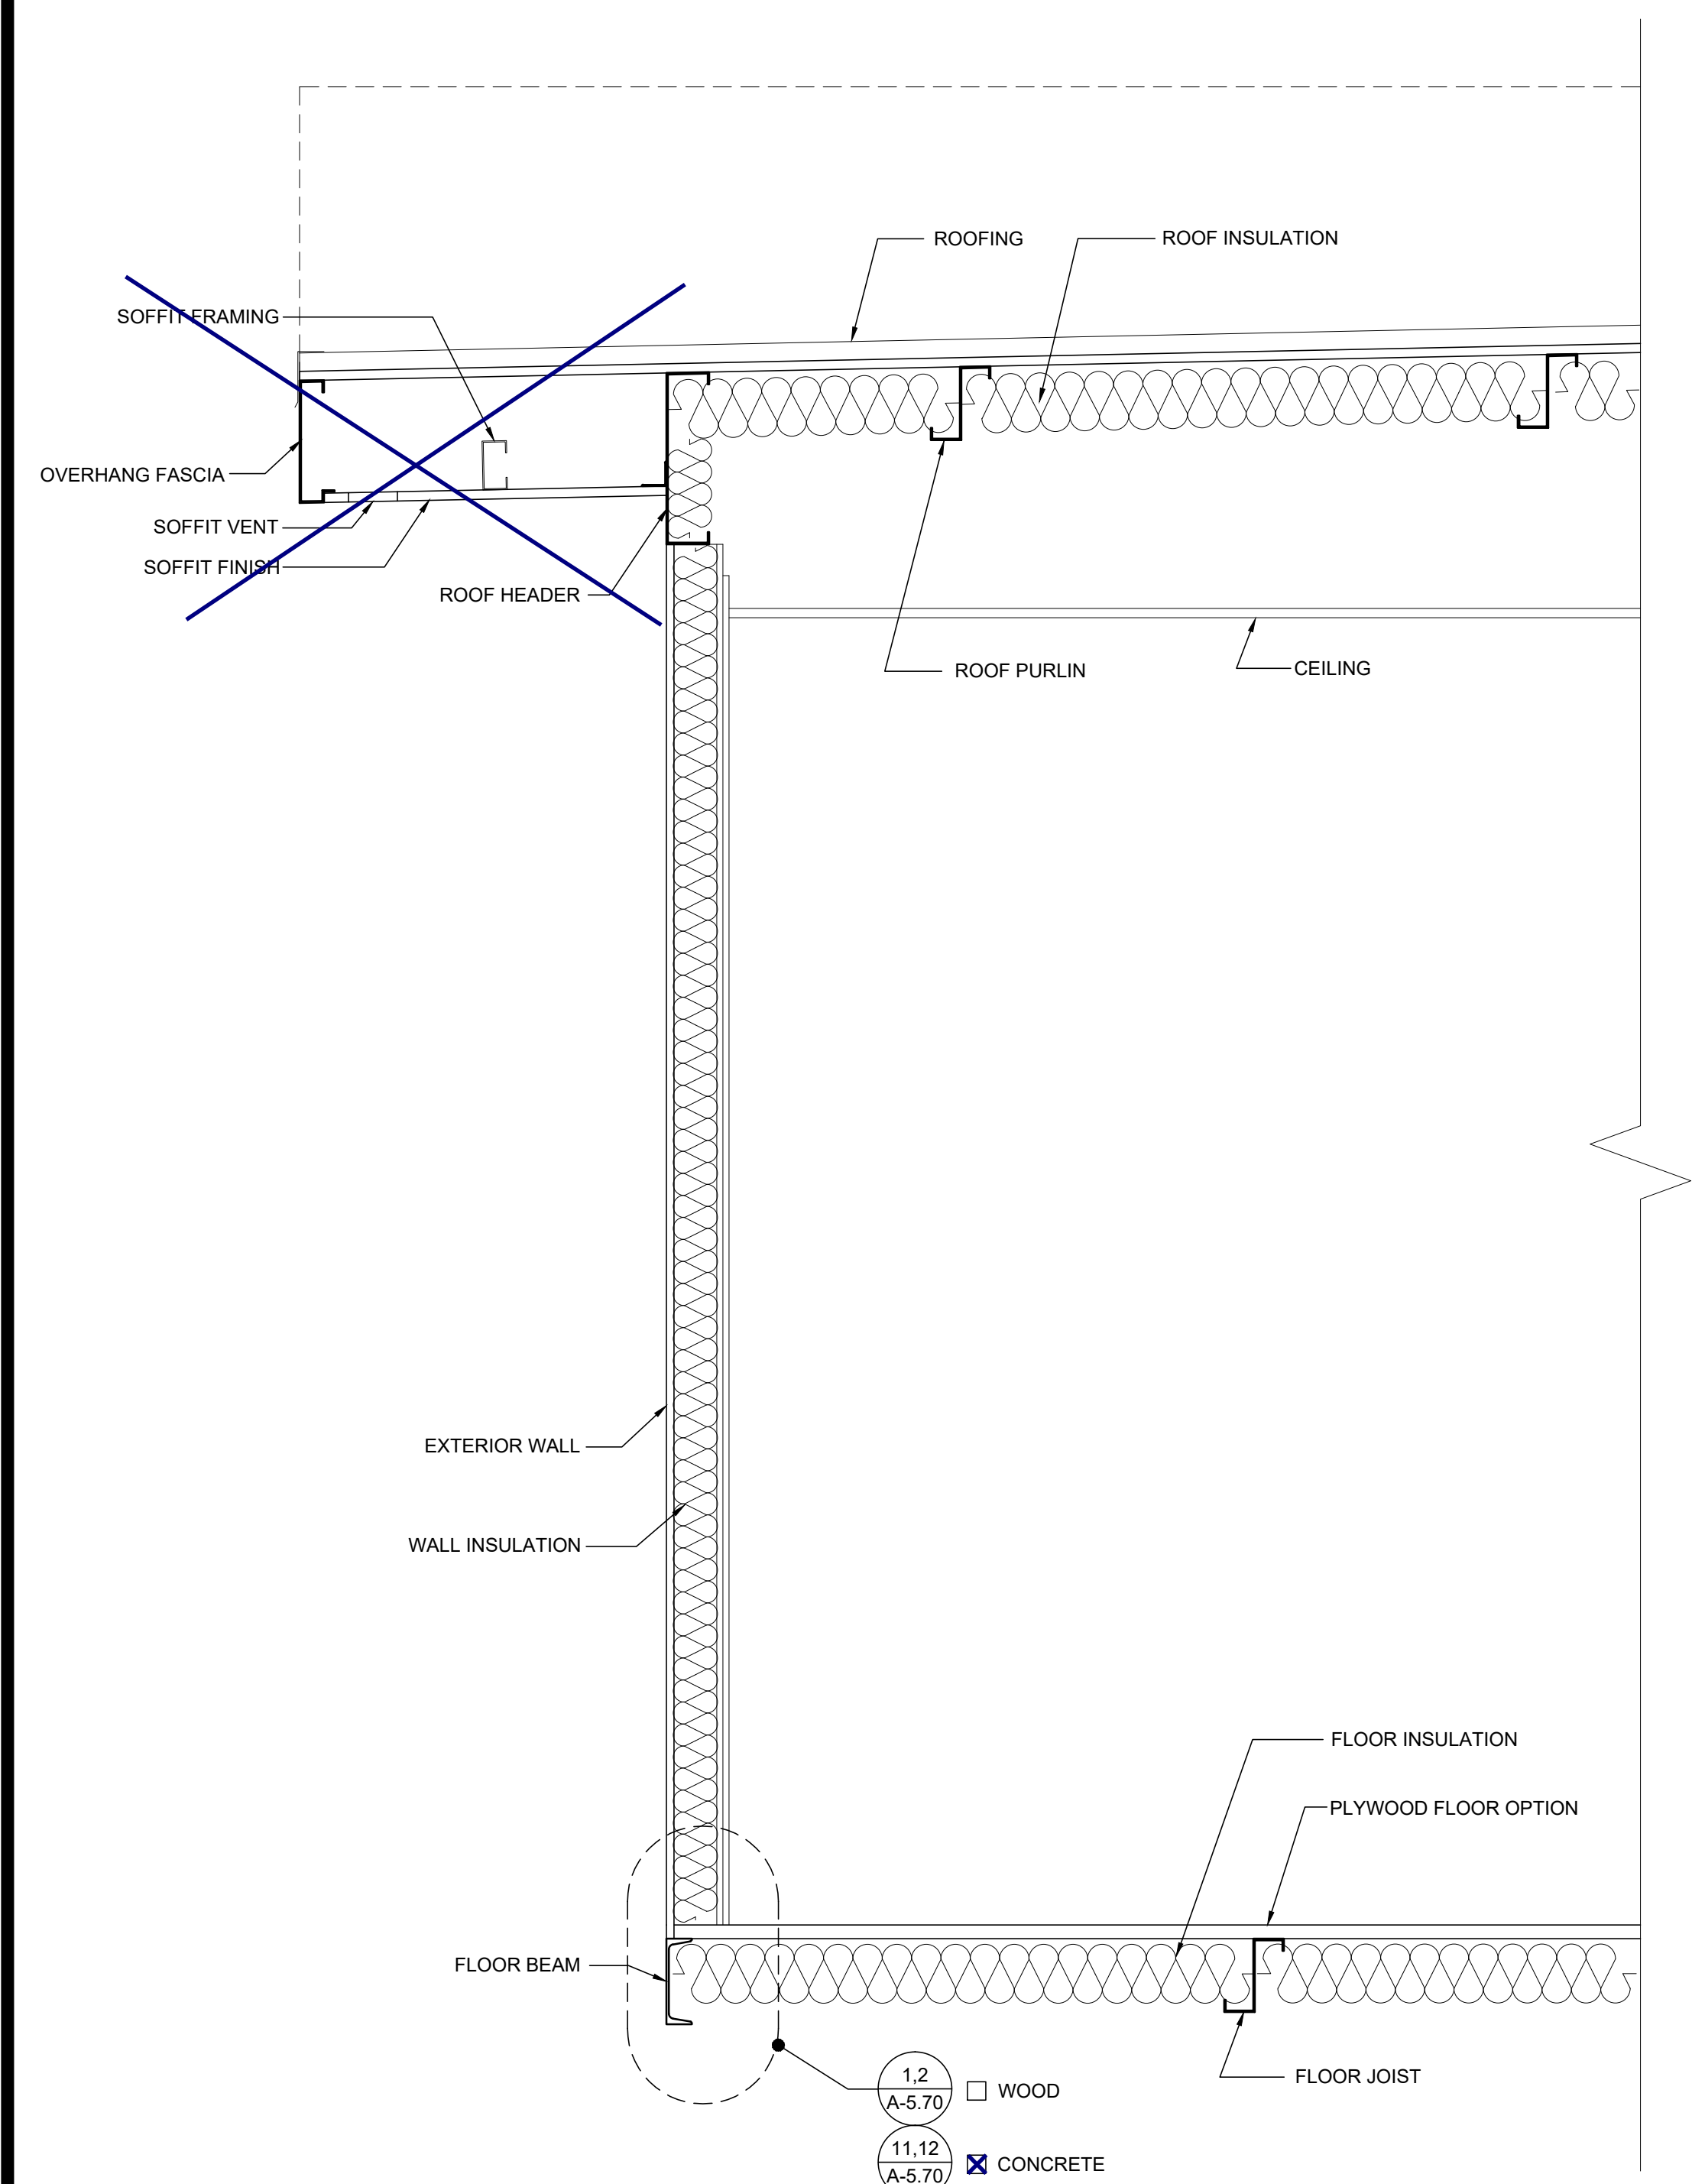 ROOFING
ROOF INSULATION
SOFFIT FRAMING
OVERHANG FASCIA
SOFFIT VENT
SOFFIT FINISH
ROOF HEADER
ROOF PURLIN
CEILING
EXTERIOR WALL
WALL INSULATION
FLOOR INSULATION
PLYWOOD FLOOR OPTION
FLOOR BEAM
FLOOR JOIST
1,2
A-5.70
WOOD
11,12
A-5.70
CONCRETE